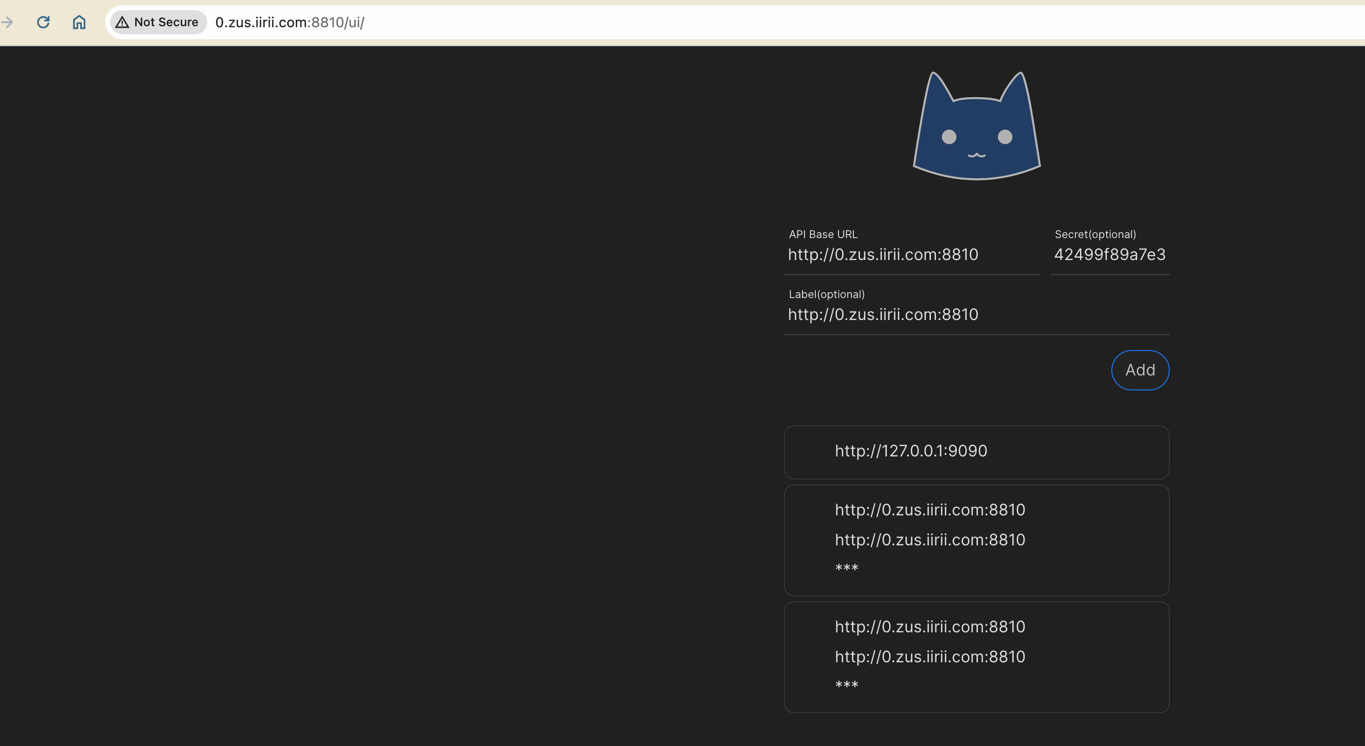 Not Secure 0.zus.iirii.com:8810/ui/
API Base URL Secret(optional)
http://0.zus.iirii.com:8810 42499f89a7e3
Label(optional)
http://0.zus.iirii.com:8810
Add
http://127.0.0.1:9090
http://0.zus.iirii.com:8810
http://0.zus.iirii.com:8810
***
http://0.zus.iirii.com:8810
http://0.zus.iirii.com:8810
***